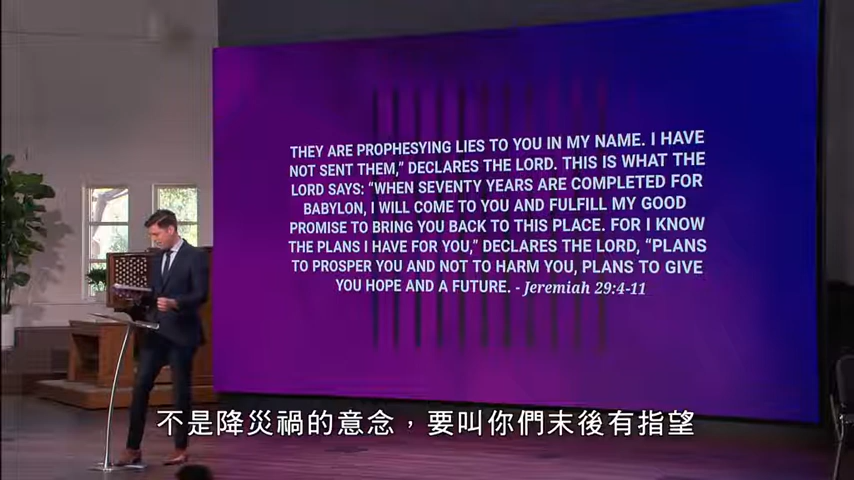 THEY ARE PROPHESYING LIES TO YOU IN MY NAME. I HAVE
NOT SENT THEM,” DECLARES THE LORD. THIS IS WHAT THE
LORD SAYS: “WHEN SEVENTY YEARS ARE COMPLETED FOR
BABYLON, I WILL COME TO YOU AND FULFILL MY GOOD
PROMISE TO BRING YOU BACK TO THIS PLACE. FOR I KNOW
THE PLANS I HAVE FOR YOU,” DECLARES THE LORD, “PLANS
TO PROSPER YOU AND NOT TO HARM YOU, PLANS TO GIVE
YOU HOPE AND A FUTURE. - Jeremiah 29:4-11
不是降災禍的意念，要叫你們末後有指望